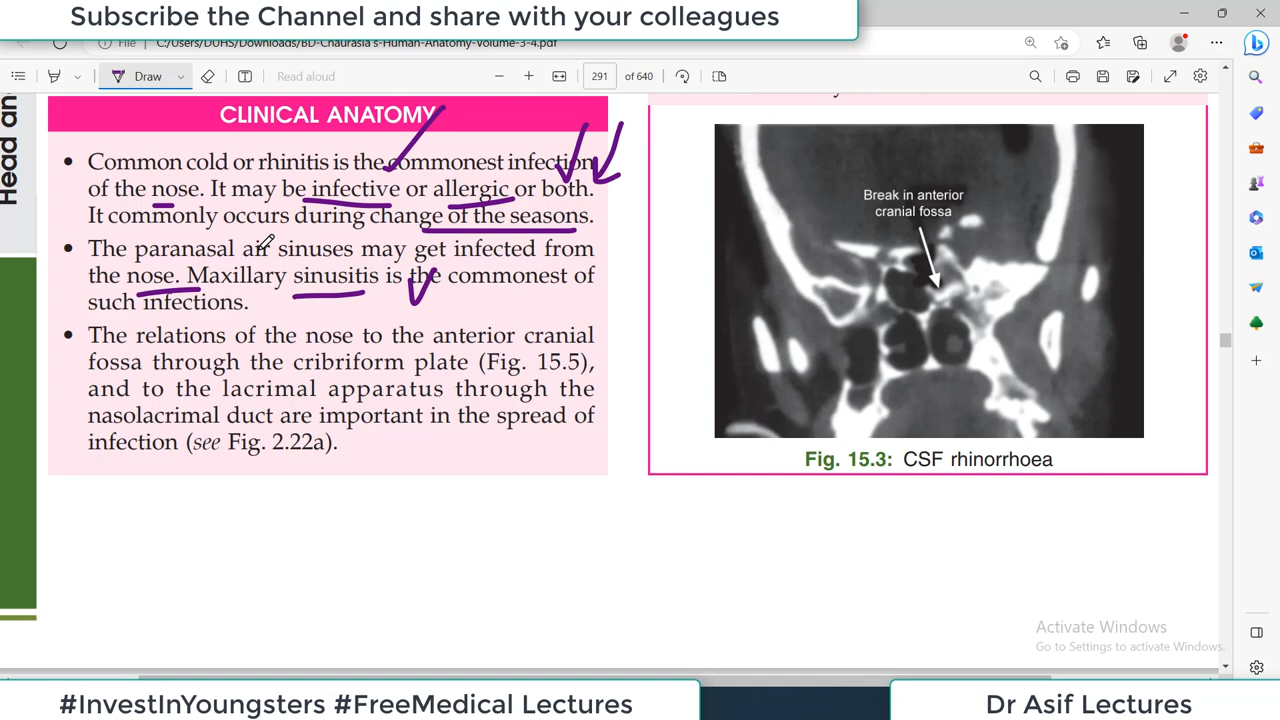 Subscribe the Channel and share with your colleagues
File
C:/Users/DUHS/Downloads/BD-Chaurasia's-Human-Anatomy-Volume-3-4.pdf
Draw
Read aloud
291
of 640
Head an
CLINICAL ANATOMY
• Common cold or rhinitis is the commonest infection
of the nose. It may be infective or allergic or both.
It commonly occurs during change of the seasons.
• The paranasal air sinuses may get infected from
the nose. Maxillary sinusitis is the commonest of
such infections.
• The relations of the nose to the anterior cranial
fossa through the cribriform plate (Fig. 15.5),
and to the lacrimal apparatus through the
nasolacrimal duct are important in the spread of
infection (see Fig. 2.22a).
Break in anterior
cranial fossa
Fig. 15.3: CSF rhinorrhoea
Activate Windows
Go to Settings to activate Windows.
#InvestInYoungsters #FreeMedical Lectures
Dr Asif Lectures